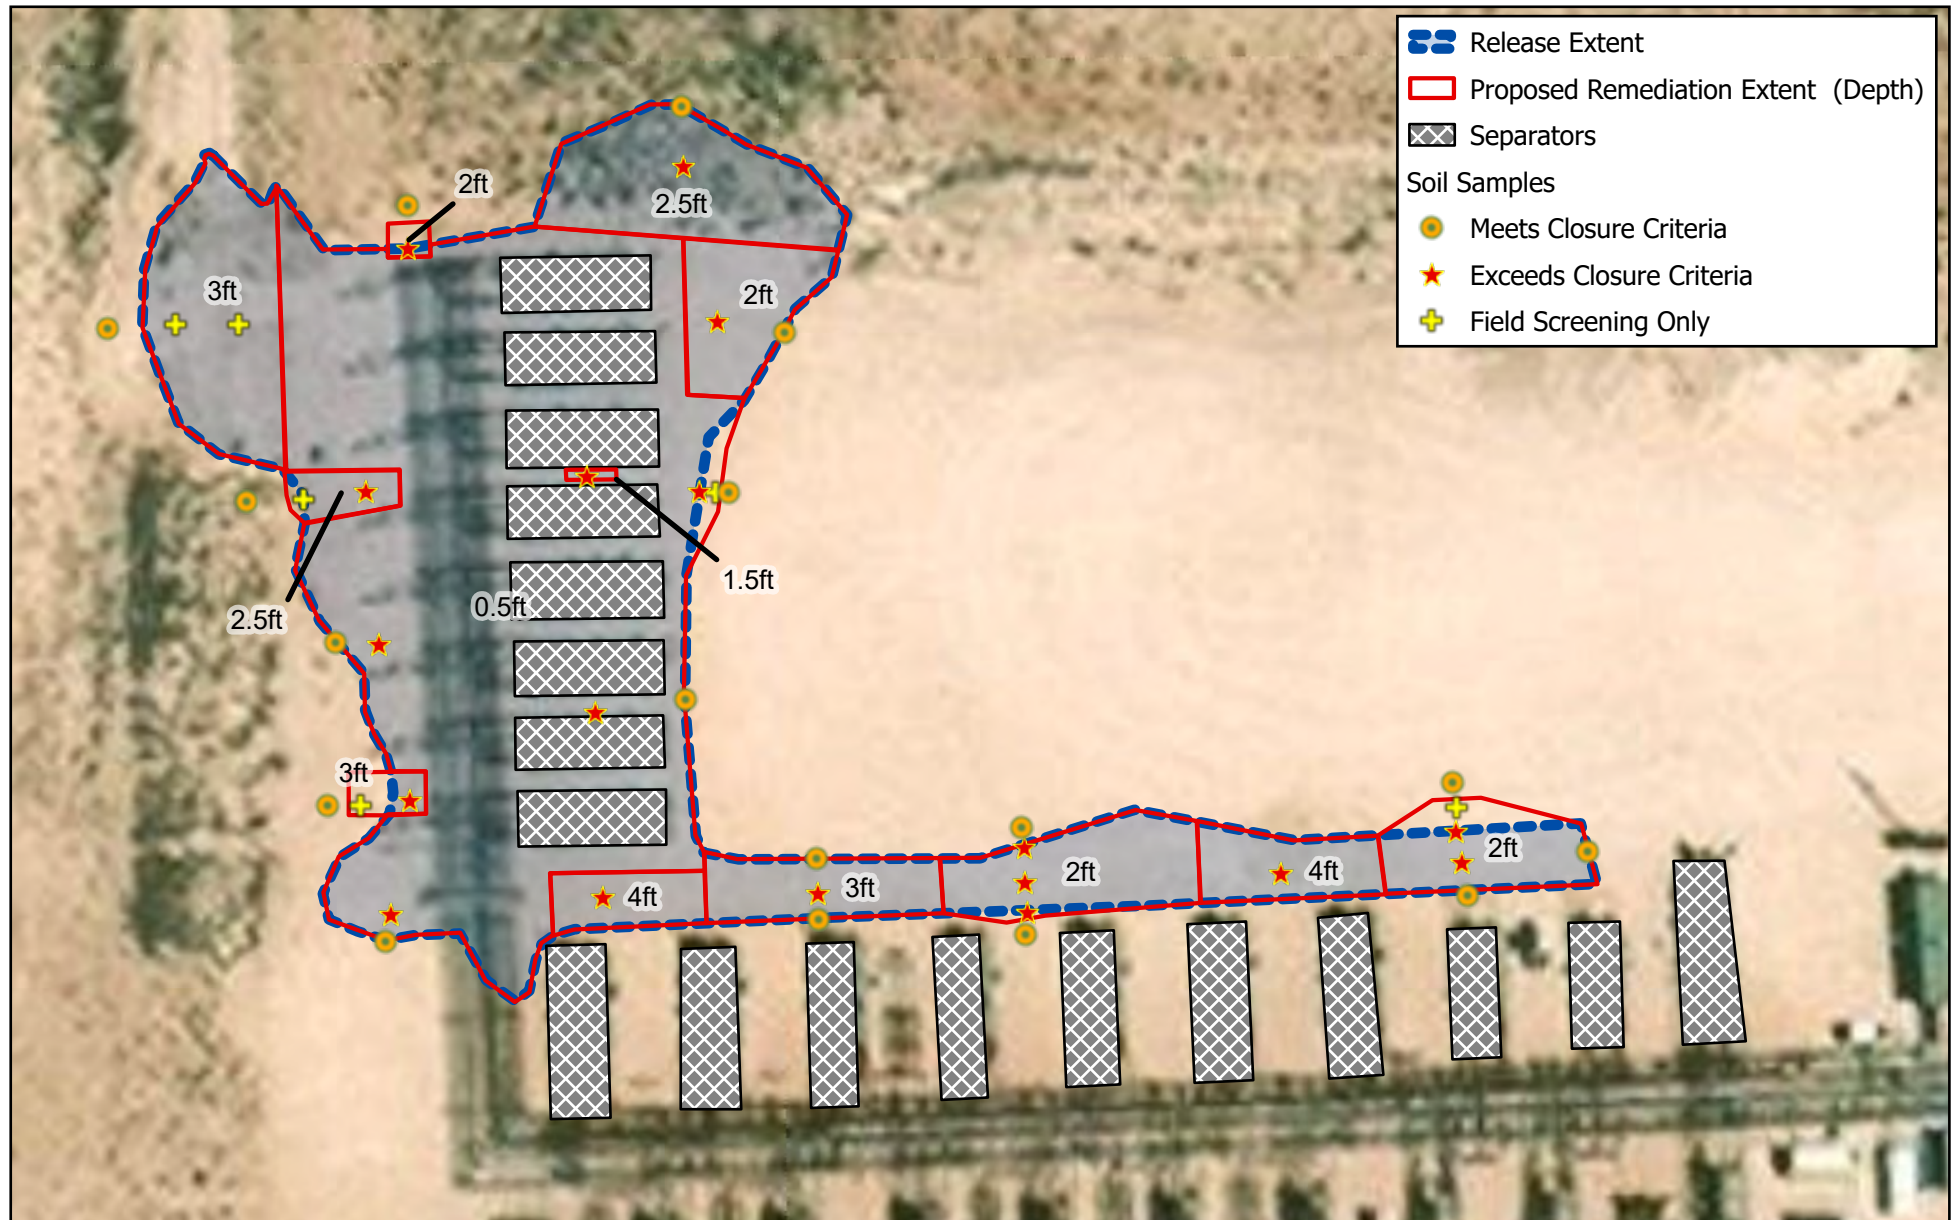 Release Extent
Proposed Remediation Extent (Depth)
Separators
Soil Samples
Meets Closure Criteria
Exceeds Closure Criteria
Field Screening Only
2ft
2.5ft
3ft
2ft
1.5ft
0.5ft
2.5ft
3ft
4ft
3ft
2ft
4ft
2ft